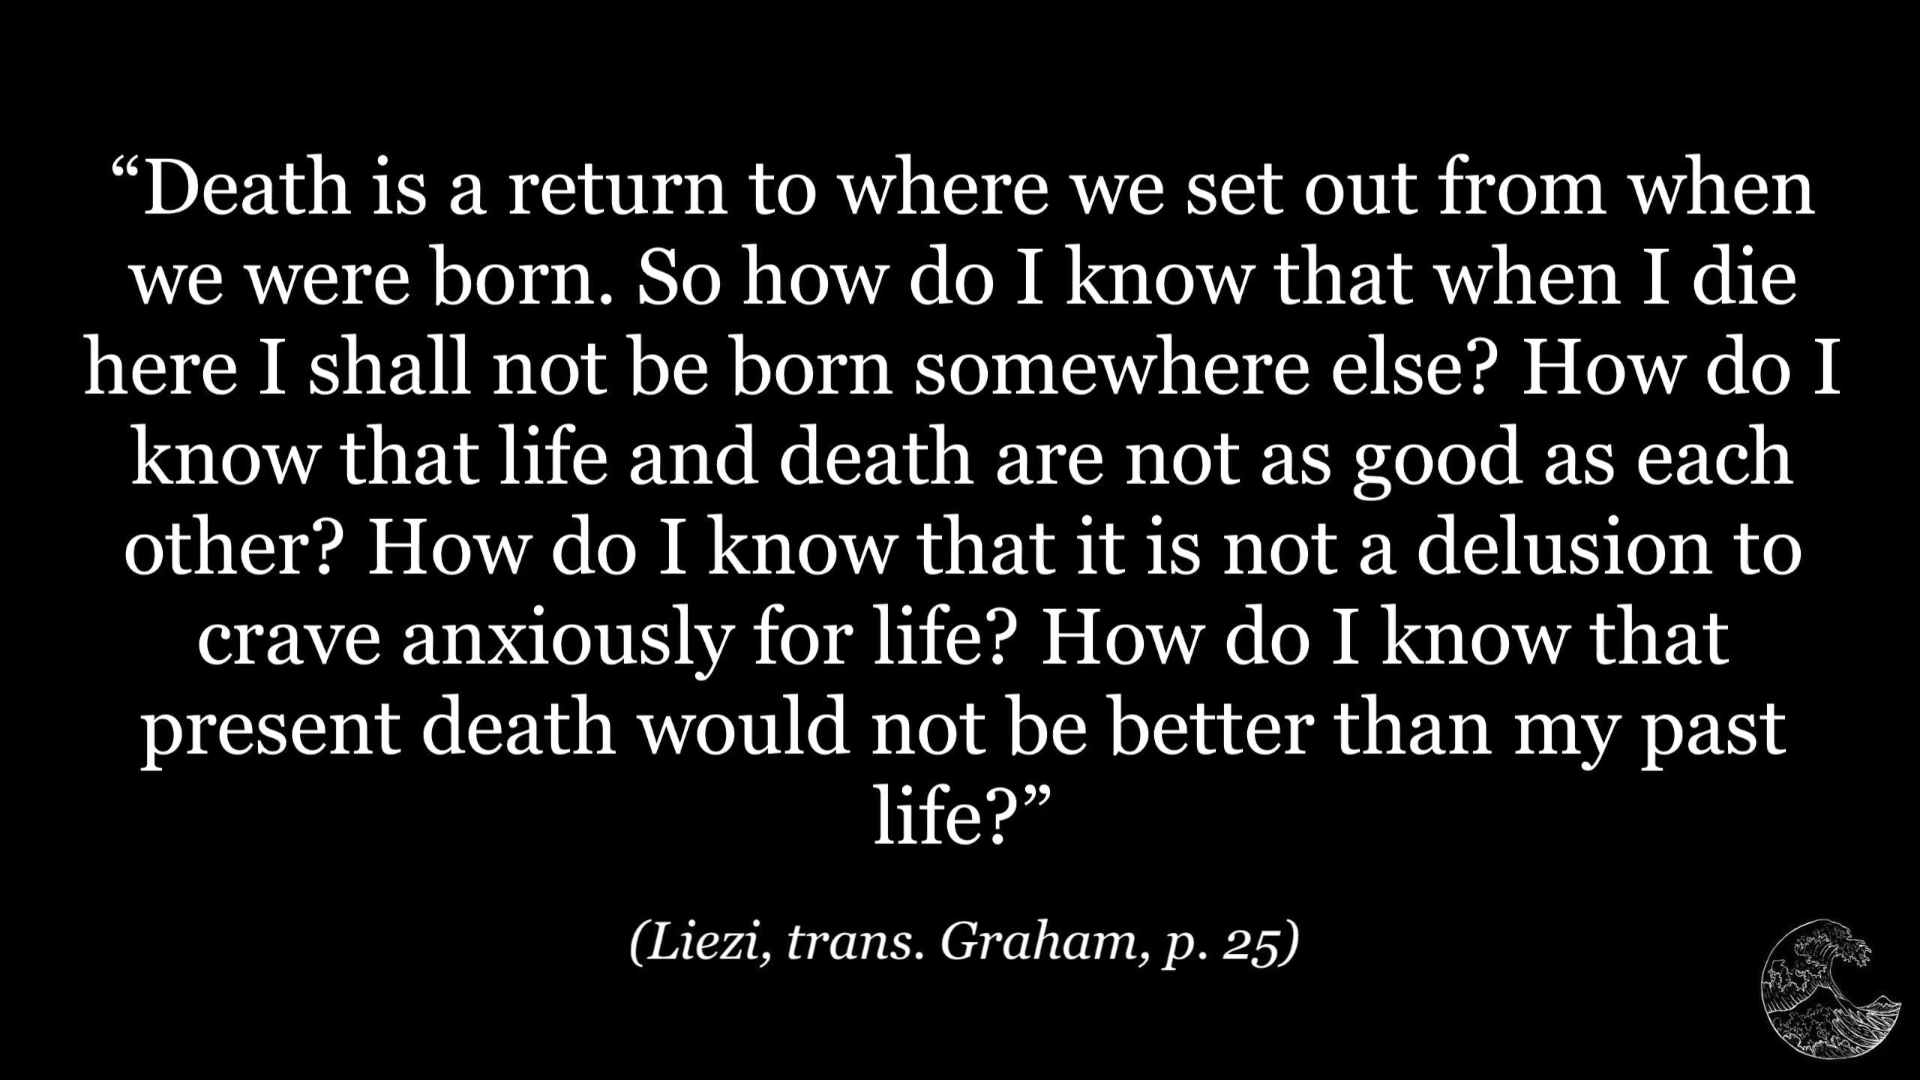 “Death is a return to where we set out from when
we were born. So how do I know that when I die
here I shall not be born somewhere else? How do I
know that life and death are not as good as each
other? How do I know that it is not a delusion to
crave anxiously for life? How do I know that
present death would not be better than my past
life?”
(Liezi, trans. Graham, p. 25)